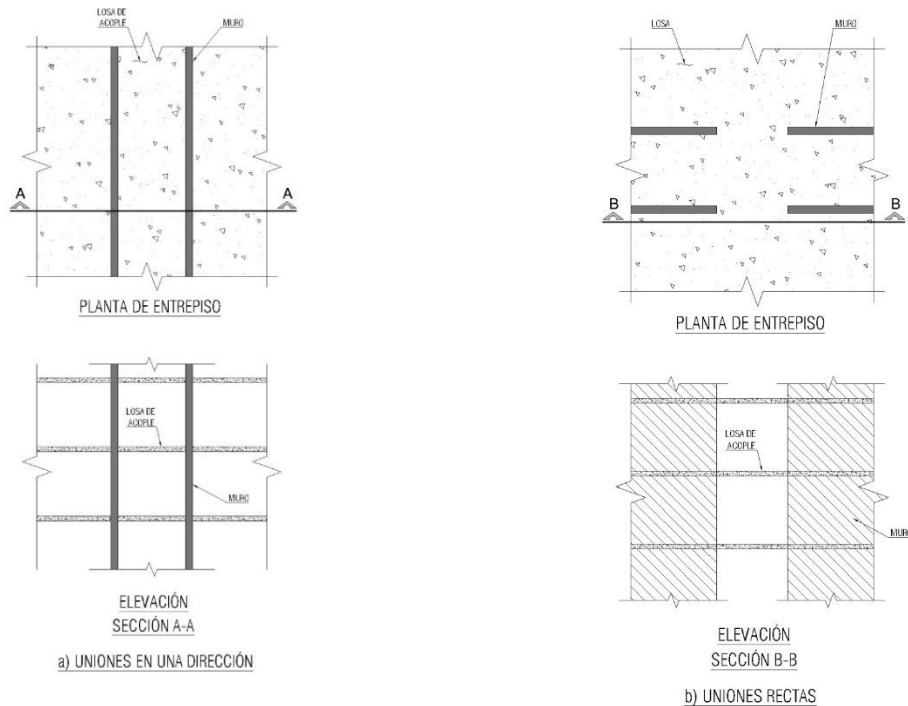 LOSA DE
ACOPLE
MURO
A
A
PLANTA DE ENTREPISO
LOSA DE
ACOPLE
MURO
ELEVACIÓN
SECCIÓN A-A
a) UNIONES EN UNA DIRECCIÓN
LOSA
MURO
B
B
PLANTA DE ENTREPISO
LOSA DE
ACOPLE
MURO
ELEVACIÓN
SECCIÓN B-B
b) UNIONES RECTAS